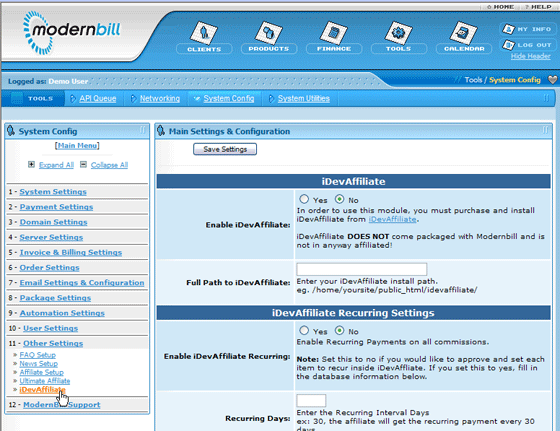 HOME ? HELP
modernbill
CLIENTS PRODUCTS FINANCE TOOLS CALENDAR
MY INFO
LOG OUT
Hide Header
Logged as: Demo User
Tools / System Config
TOOLS API Queue Networking System Config System Utilities
System Config
[Main Menu]
Expand All Collapse All
1 - System Settings
2 - Payment Settings
3 - Domain Settings
4 - Server Settings
5 - Invoice & Billing Settings
6 - Order Settings
7 - Email Settings & Configuration
8 - Package Settings
9 - Automation Settings
10 - User Settings
11 - Other Settings
» FAQ Setup
» News Setup
» Affiliate Setup
» Ultimate Affiliate
» iDevAffiliate
12 - ModernBill Support
Main Settings & Configuration
Save Settings
iDevAffiliate
Enable iDevAffiliate:
Yes No
In order to use this module, you must purchase and install
iDevAffiliate from iDevAffiliate.
iDevAffiliate DOES NOT come packaged with Modernbill and is
not in anyway affiliated!
Full Path to iDevAffiliate:
Enter your iDevAffiliate install path.
eg. /home/yoursite/public_html/idevaffiliate/
iDevAffiliate Recurring Settings
Enable iDevAffiliate Recurring:
Yes No
Enable Recurring Payments on all commissions.
Note: Set this to no if you would like to approve and set each
item to recur inside iDevAffiliate. If you set this to yes, fill in
the database information below.
Recurring Days:
Enter the Recurring Interval Days
ex: 30, the affiliate will get the recurring payment every 30
days